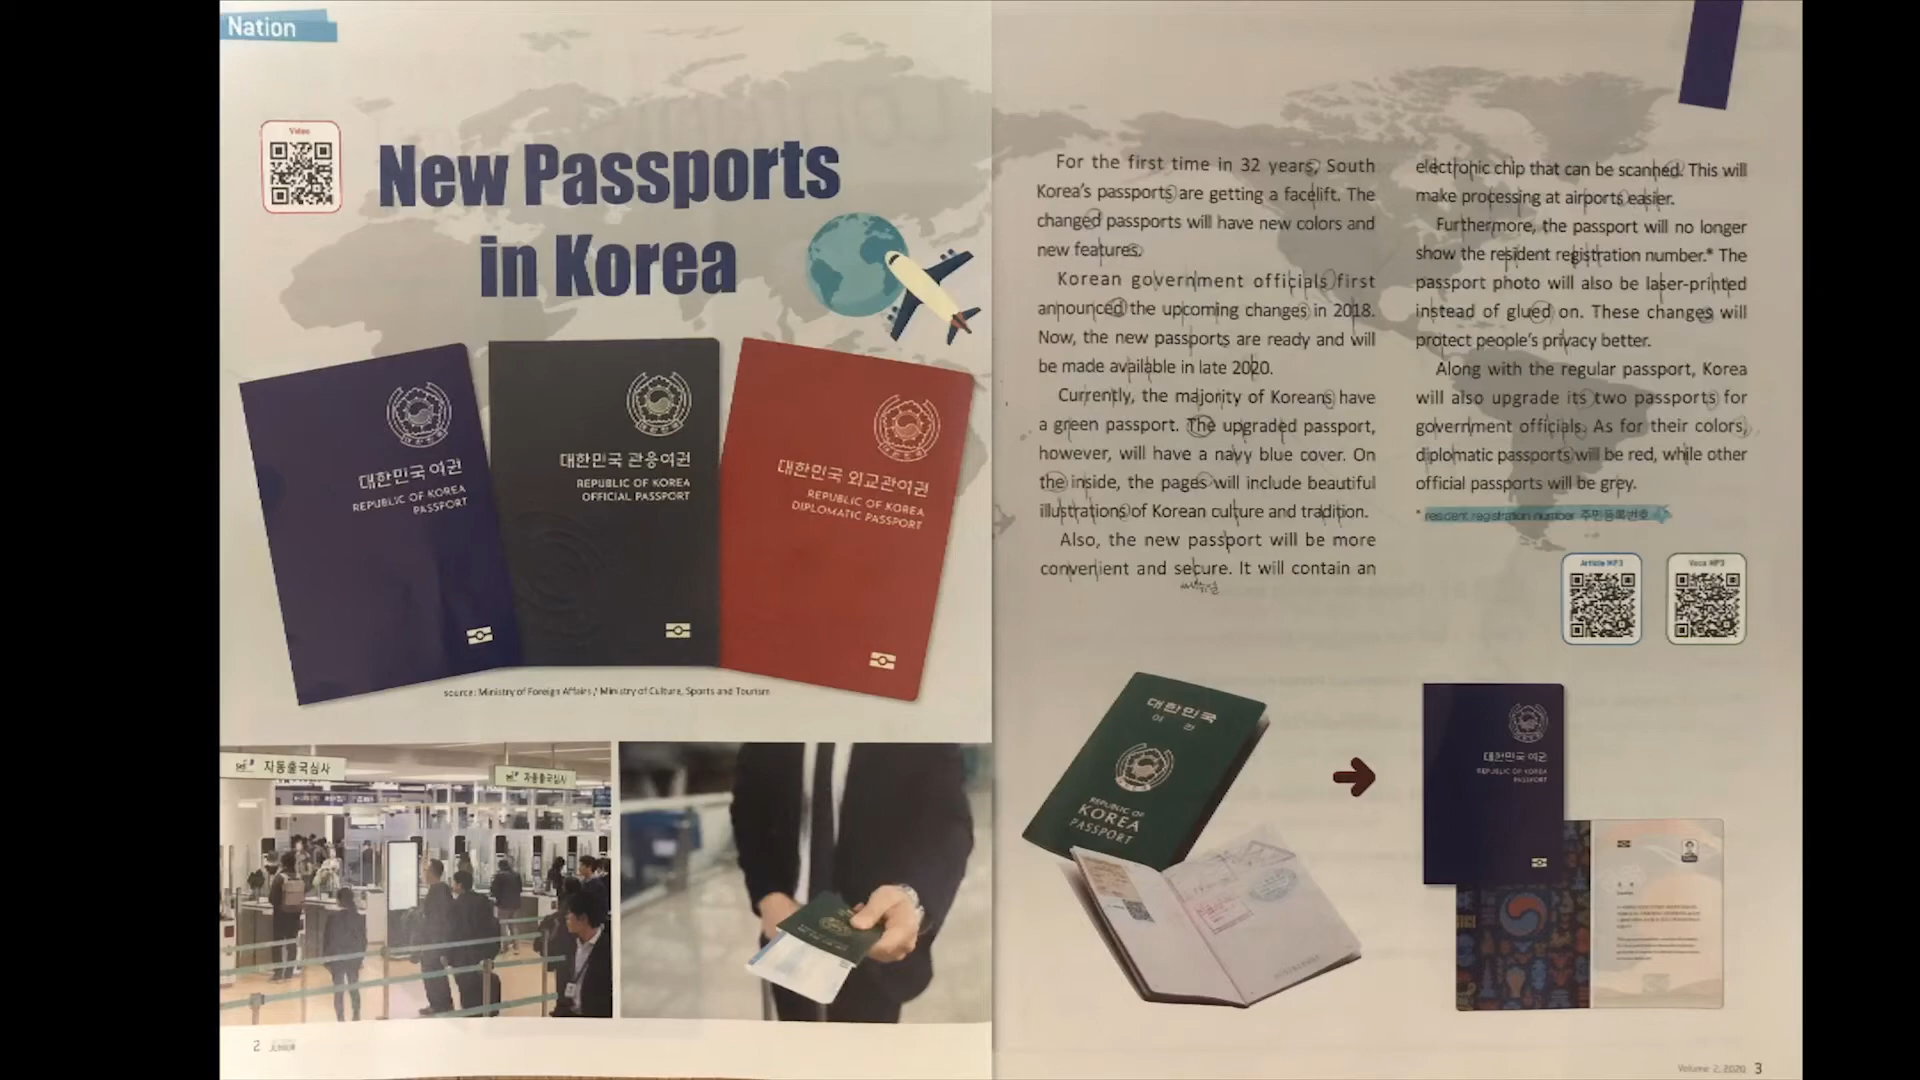 Nation
Video
New Passports
in Korea
대한민국 여권
REPUBLIC OF KOREA
PASSPORT
대한민국 관용여권
REPUBLIC OF KOREA
OFFICIAL PASSPORT
대한민국 외교관여권
REPUBLIC OF KOREA
DIPLOMATIC PASSPORT
source: Ministry of Foreign Affairs / Ministry of Culture, Sports and Tourism
자동출국심사
자동출국심사
2
For the first time in 32 years, South
Korea's passports are getting a facelift. The
changed passports will have new colors and
new features.
Korean government officials first
announced the upcoming changes in 2018.
Now, the new passports are ready and will
be made available in late 2020.
Currently, the majority of Koreans have
a green passport. The upgraded passport,
however, will have a navy blue cover. On
the inside, the pages will include beautiful
illustrations of Korean culture and tradition.
Also, the new passport will be more
convenient and secure. It will contain an
electronic chip that can be scanned. This will
make processing at airports easier.
Furthermore, the passport will no longer
show the resident registration number.* The
passport photo will also be laser-printed
instead of glued on. These changes will
protect people's privacy better.
Along with the regular passport, Korea
will also upgrade its two passports for
government officials. As for their colors,
diplomatic passports will be red, while other
official passports will be grey.
* resident registration number 주민등록번호
Article MP3
Voca MP3
대한민국
여 권
REPUBLIC OF
KOREA
PASSPORT
대한민국 여권
REPUBLIC OF KOREA
PASSPORT
Volume 2, 2020 3